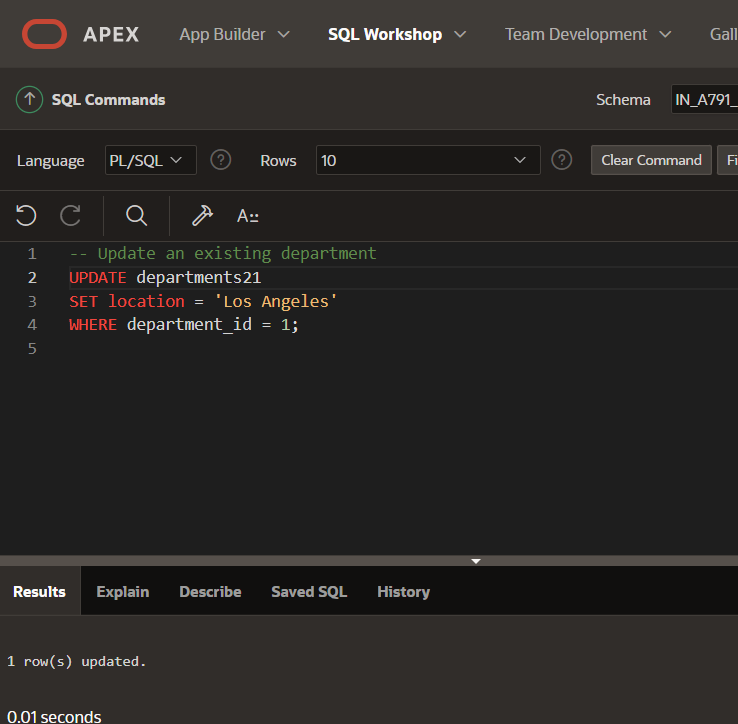 APEX App Builder SQL Workshop Team Development Gall
SQL Commands Schema IN_A791_
Language PL/SQL ? Rows 10 ? Clear Command Fi
A::
1 -- Update an existing department
2 UPDATE departments21
3 SET location = 'Los Angeles'
4 WHERE department_id = 1;
5
Results Explain Describe Saved SQL History
1 row(s) updated.
0.01 seconds